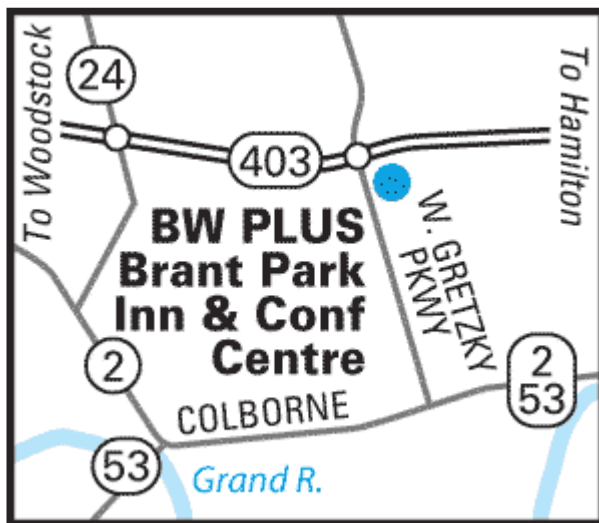 24
To Woodstock
To Hamilton
403
BW PLUS
Brant Park
Inn & Conf
Centre
W. GRETZKY
PKWY
2
53
2
COLBORNE
53
Grand R.